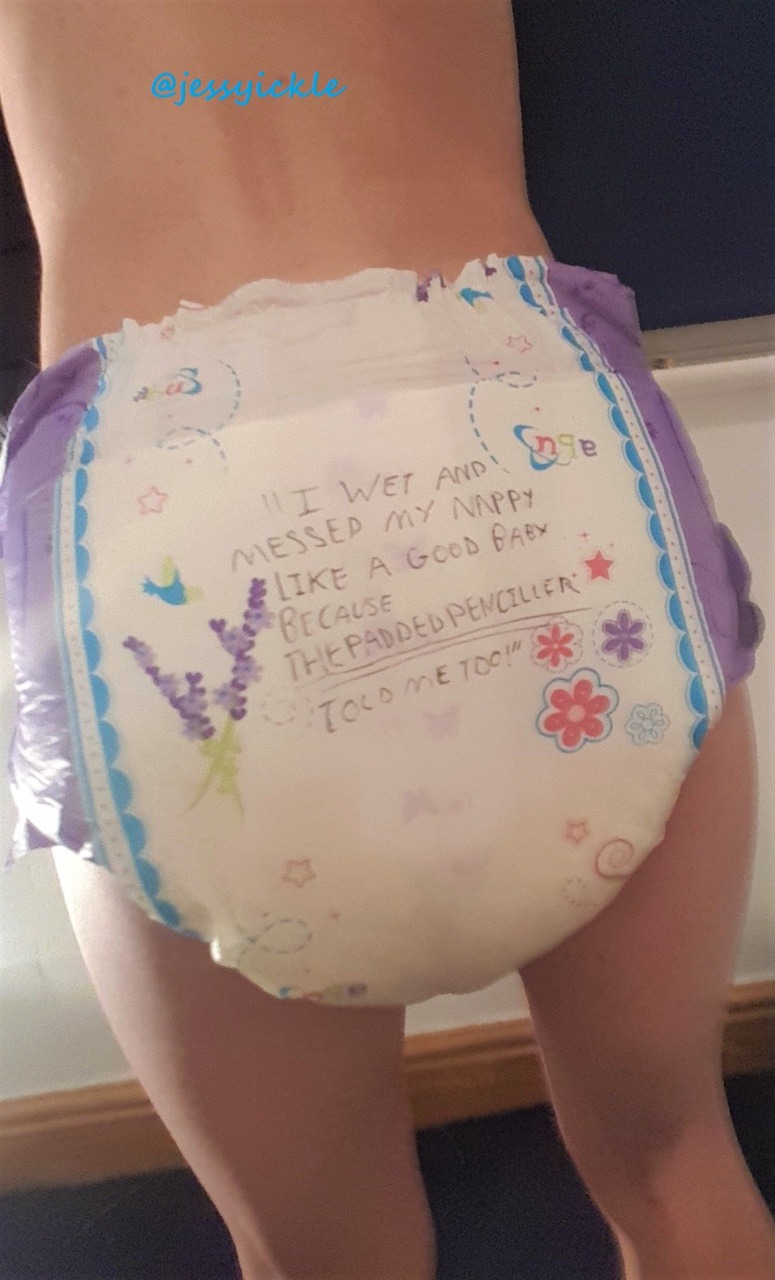 @jessyickle
"I WET AND
MESSED MY NAPPY
LIKE A GOOD BABY
BECAUSE
THEPADDEDPENCILLER
TOLD ME TOO!"